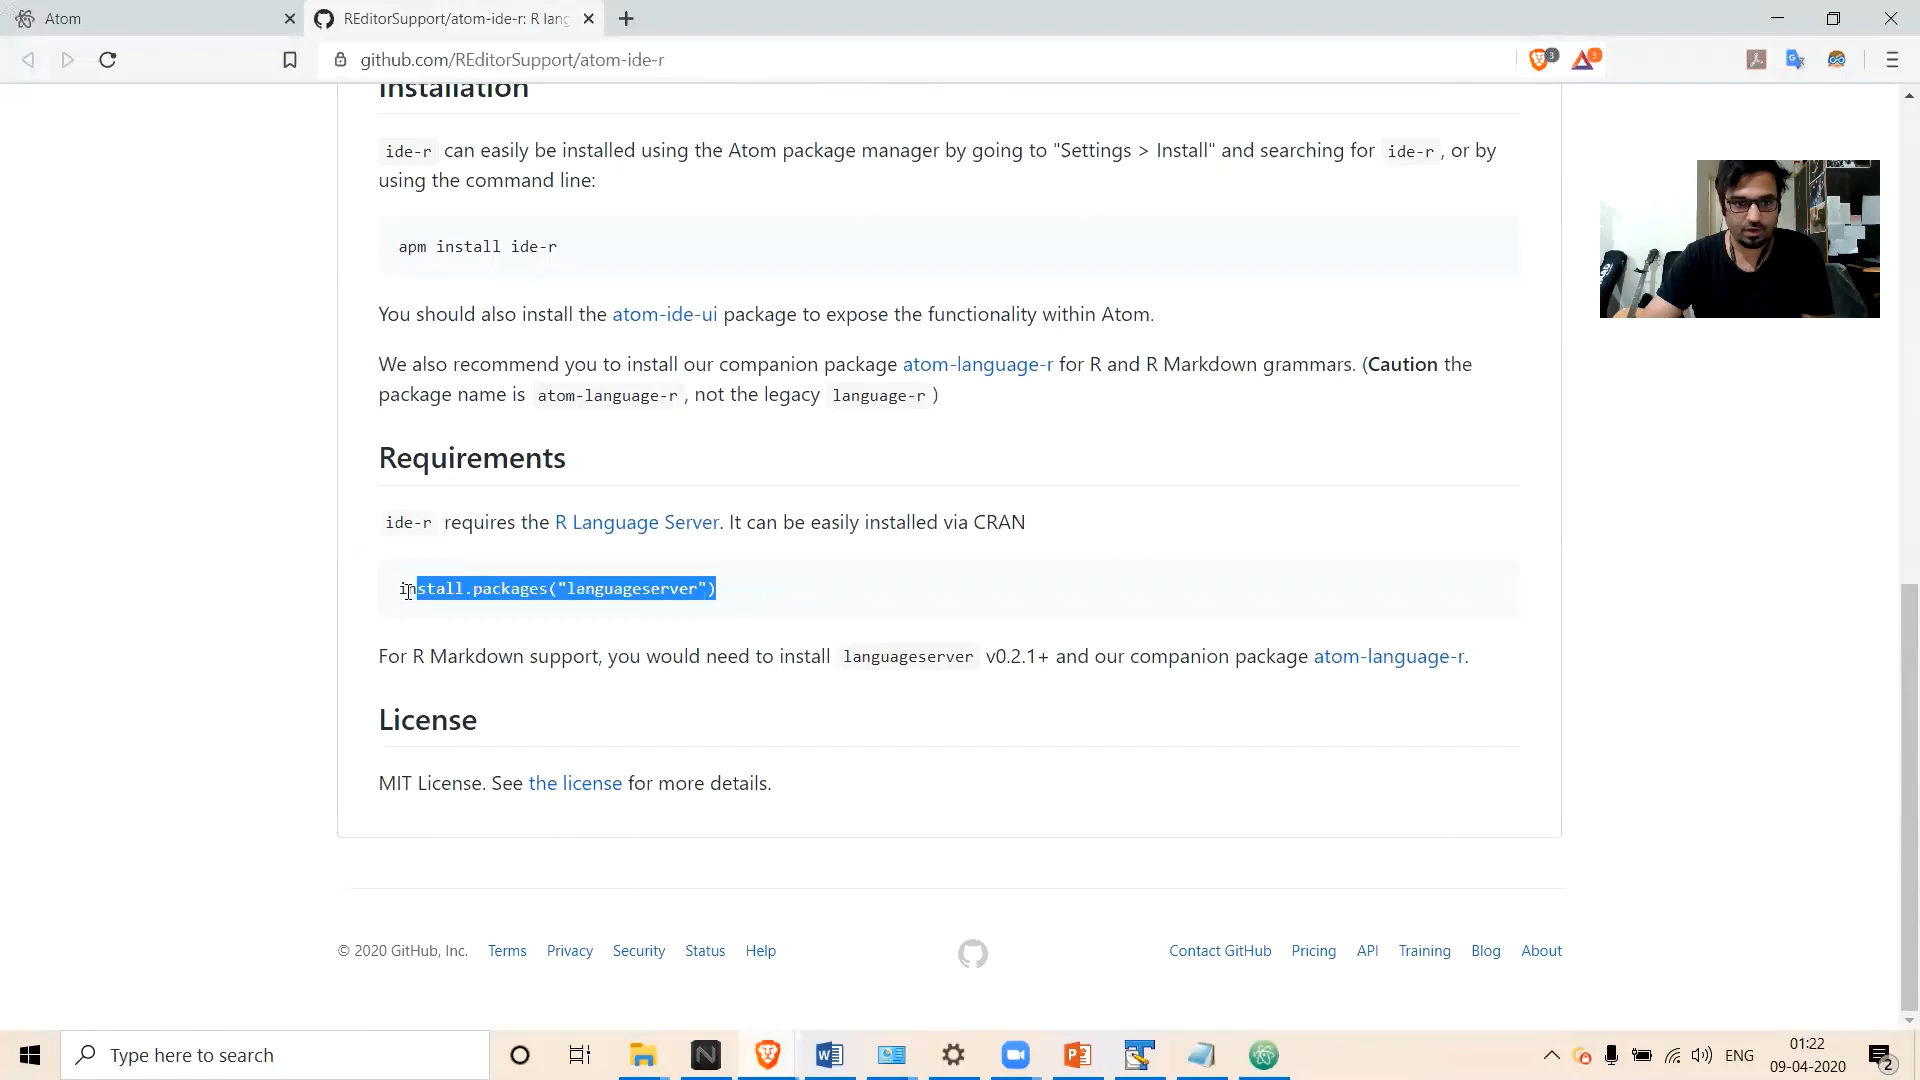 Atom
REditorSupport/atom-ide-r: R lang
github.com/REditorSupport/atom-ide-r
3
3
Installation
ide-r can easily be installed using the Atom package manager by going to "Settings > Install" and searching for ide-r , or by
using the command line:
apm install ide-r
You should also install the atom-ide-ui package to expose the functionality within Atom.
We also recommend you to install our companion package atom-language-r for R and R Markdown grammars. (Caution the
package name is atom-language-r , not the legacy language-r )
Requirements
ide-r requires the R Language Server. It can be easily installed via CRAN
install.packages("languageserver")
For R Markdown support, you would need to install languageserver v0.2.1+ and our companion package atom-language-r.
License
MIT License. See the license for more details.
© 2020 GitHub, Inc. Terms Privacy Security Status Help Contact GitHub Pricing API Training Blog About
Type here to search
ENG
01:22
09-04-2020
2